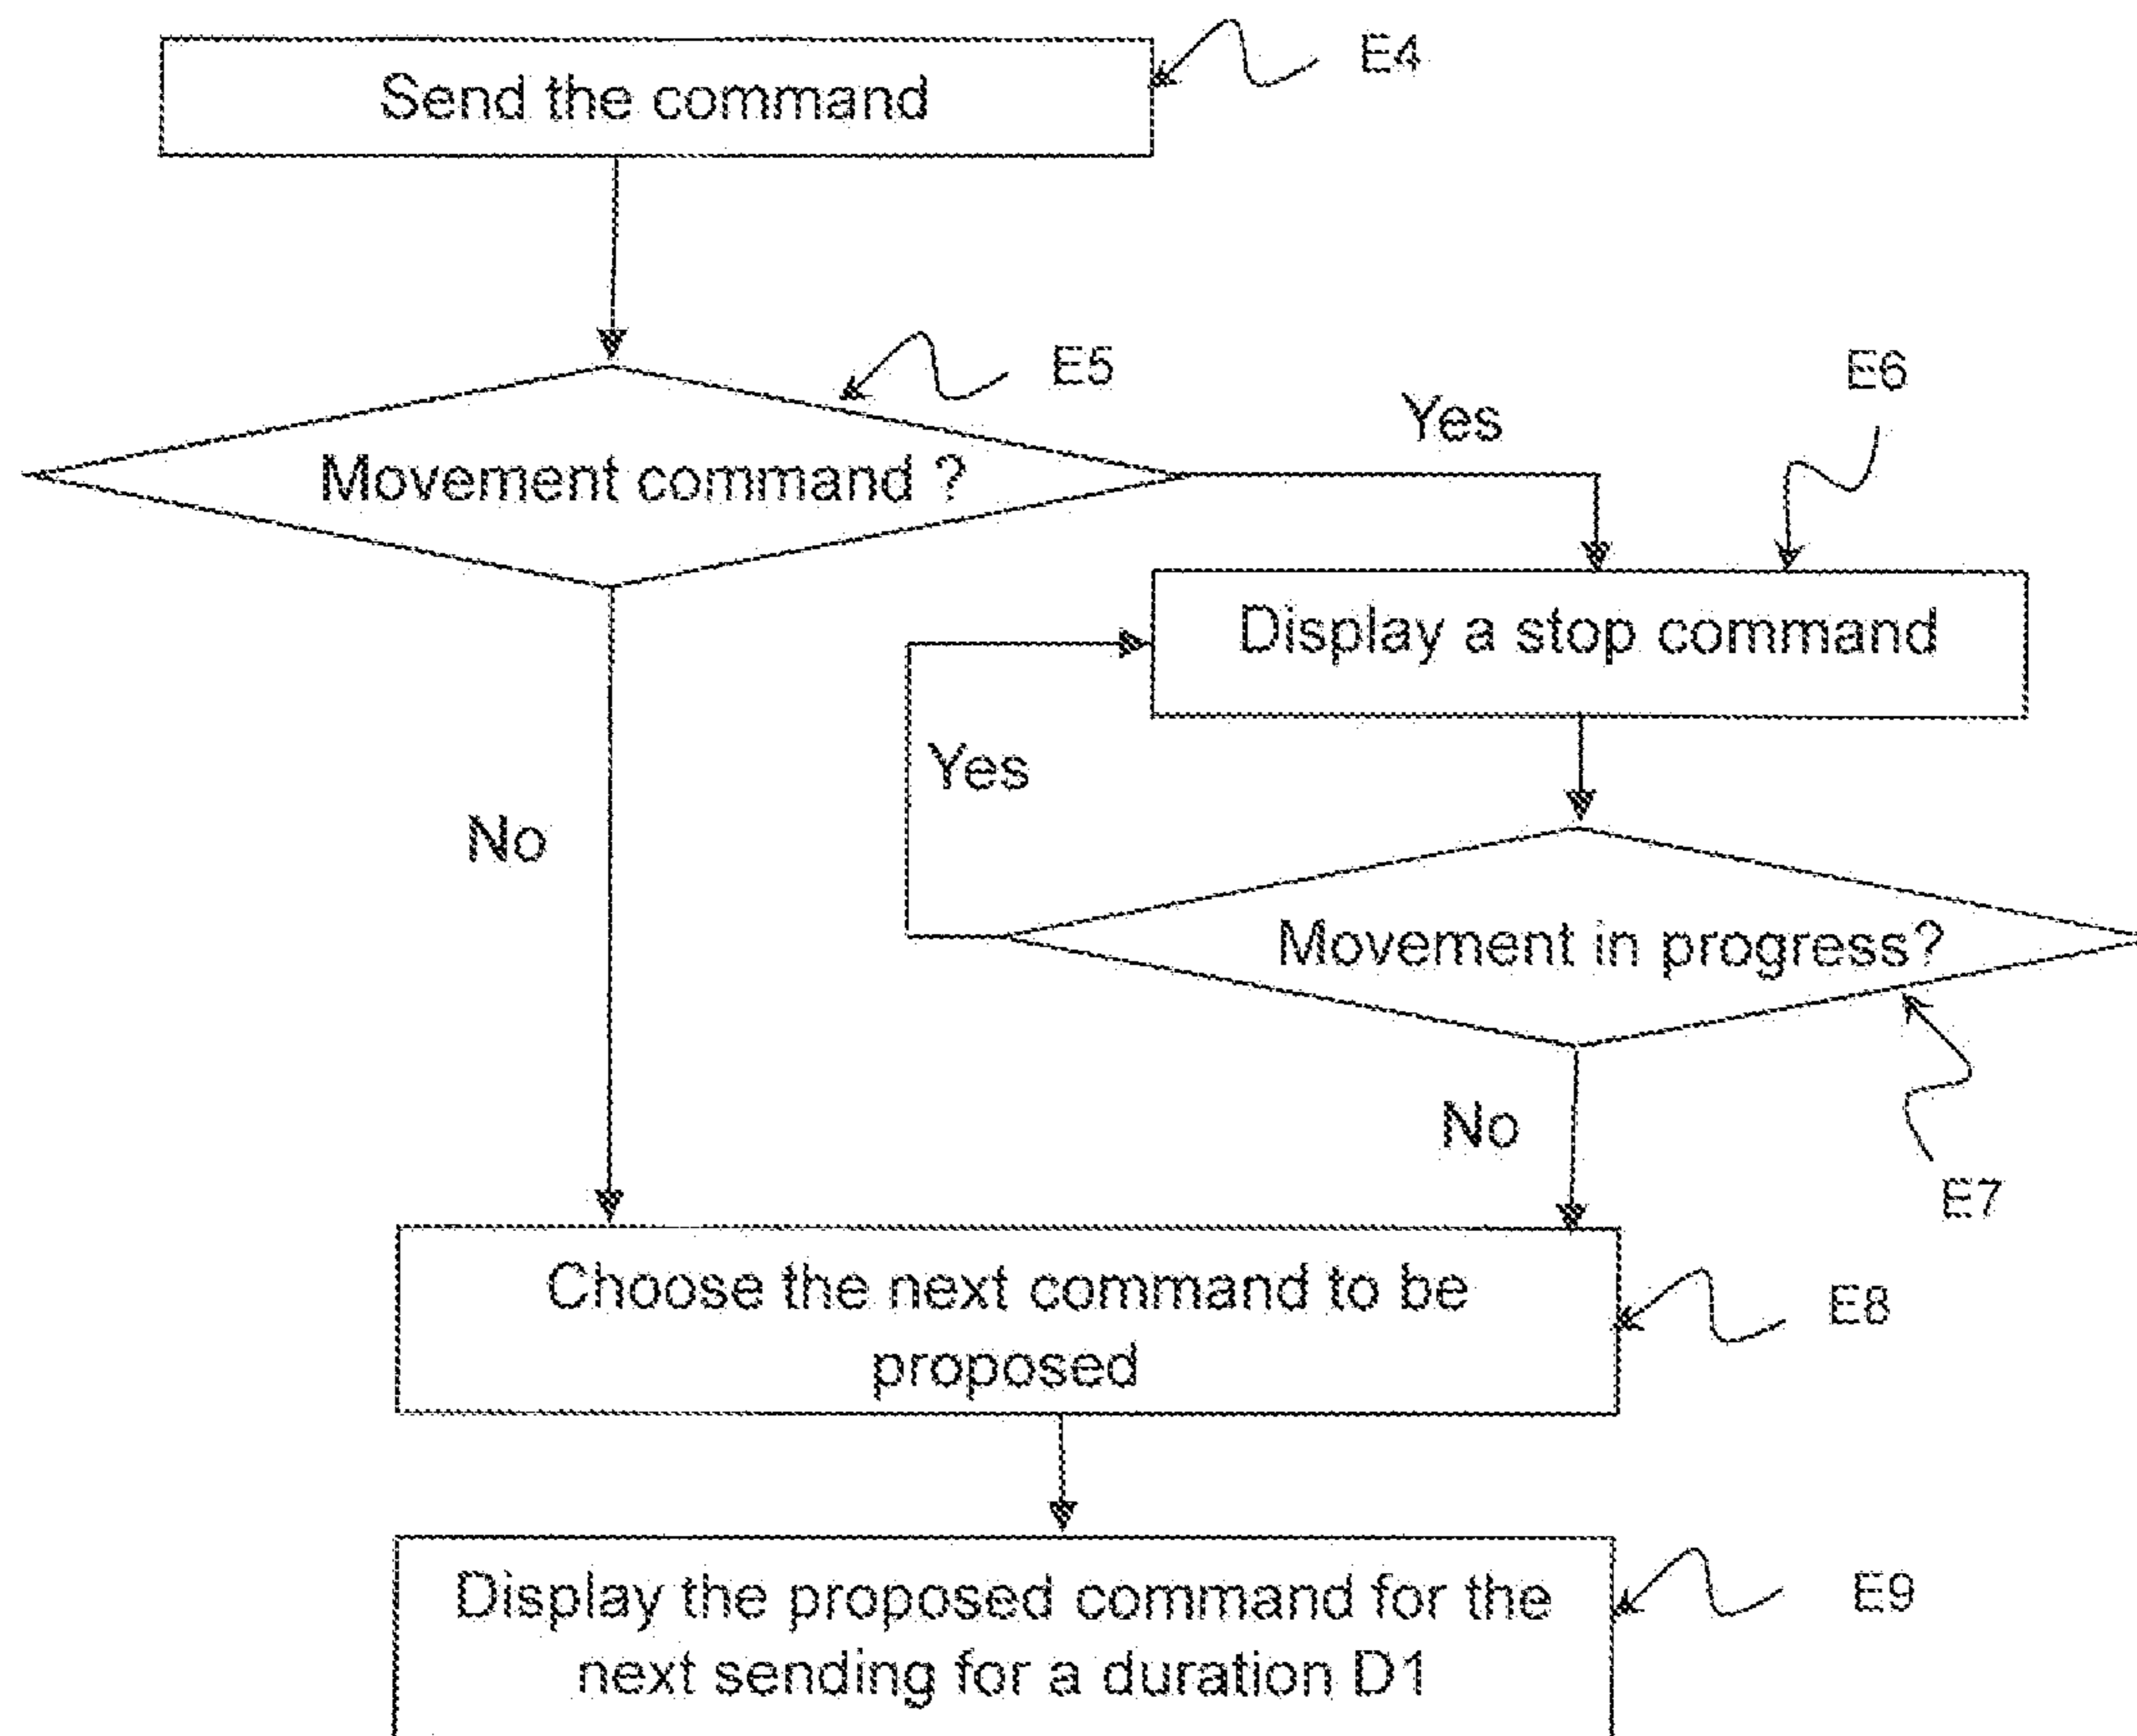 Send the command
E4
Movement command ?
E5
Yes
E6
Display a stop command
Yes
Movement in progress?
E7
No
No
Choose the next command to be
proposed
E8
Display the proposed command for the
next sending for a duration D1
E9